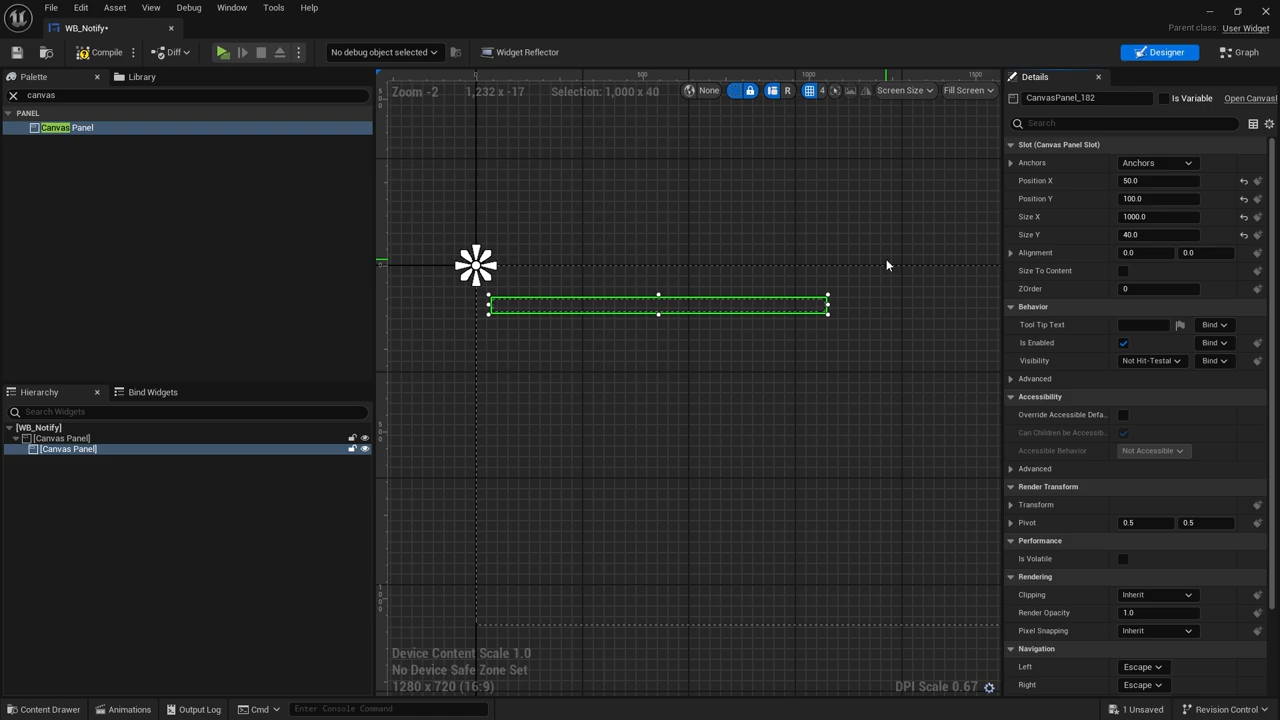 File Edit Asset View Debug Window Tools Help
WB_Notify•
Parent class: User Widget
Compile Diff No debug object selected Widget Reflector Designer Graph
Palette Library
canvas
PANEL
Canvas Panel
Hierarchy Bind Widgets
Search Widgets
[WB_Notify]
[Canvas Panel]
[Canvas Panel]
0 500 1000 1500
Zoom -2 1,232 x -17 Selection: 1,000 x 40 None R 4 Screen Size Fill Screen
Device Content Scale 1.0
No Device Safe Zone Set
1280 x 720 (16:9) DPI Scale 0.67
Details
CanvasPanel_182 Is Variable Open Canvas
Search
Slot (Canvas Panel Slot)
Anchors Anchors
Position X 50.0
Position Y 100.0
Size X 1000.0
Size Y 40.0
Alignment 0.0 0.0
Size To Content
ZOrder 0
Behavior
Tool Tip Text Bind
Is Enabled Bind
Visibility Not Hit-Testal Bind
Advanced
Accessibility
Override Accessible Defa..
Can Children be Accessib..
Accessible Behavior Not Accessible
Advanced
Render Transform
Transform
Pivot 0.5 0.5
Performance
Is Volatile
Rendering
Clipping Inherit
Render Opacity 1.0
Pixel Snapping Inherit
Navigation
Left Escape
Right Escape
Content Drawer Animations Output Log Cmd Enter Console Command 1 Unsaved Revision Control